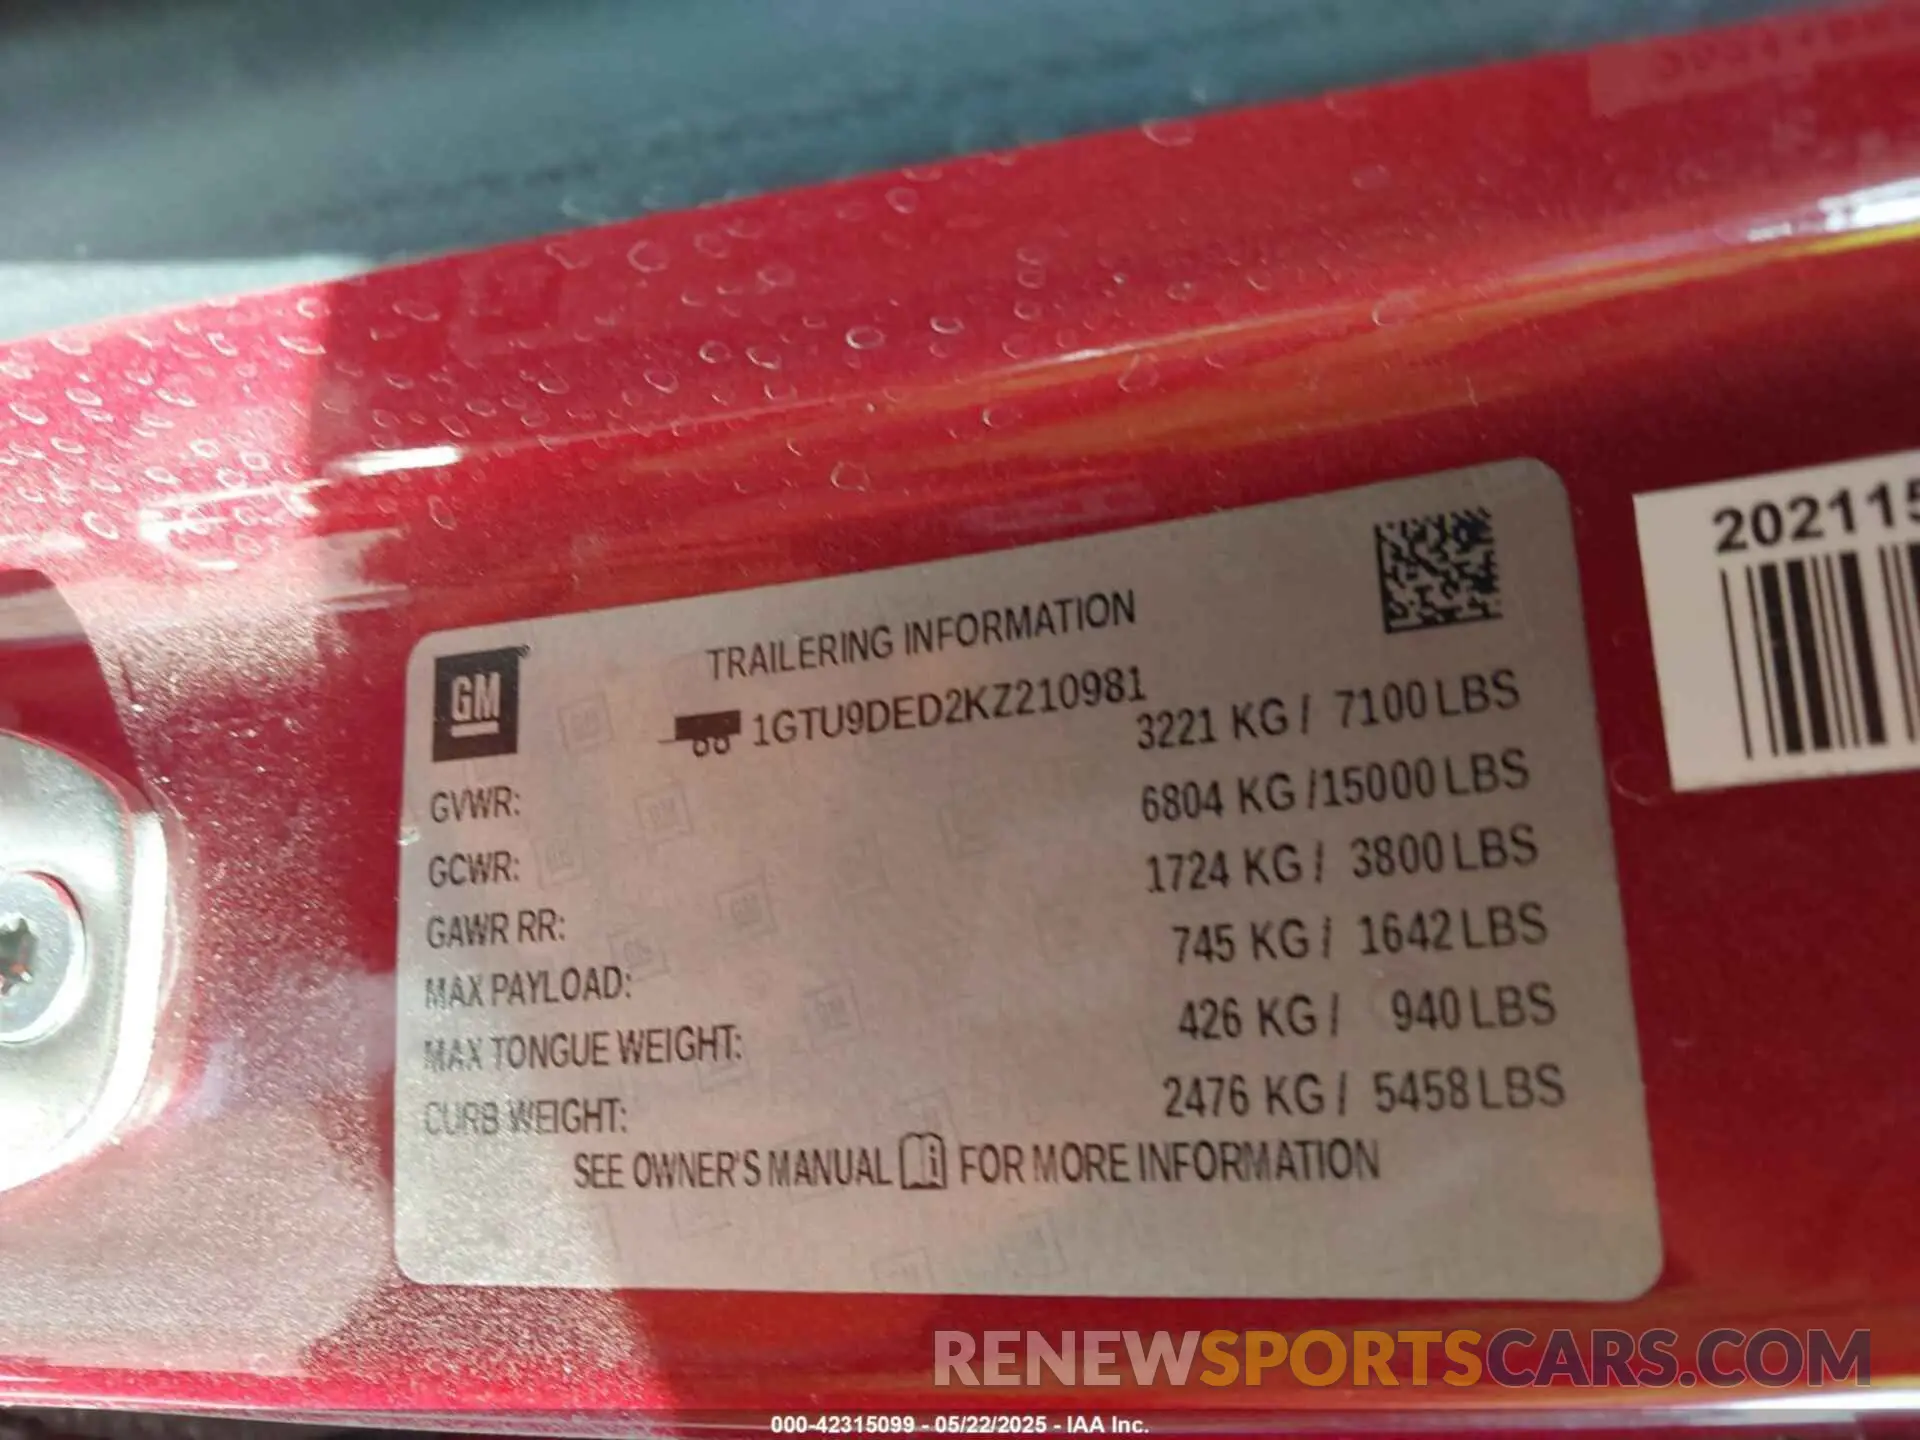 GM
TRAILERING INFORMATION
1GTU9DED2KZ210981
GVWR: 3221 KG / 7100 LBS
GCWR: 6804 KG /15000 LBS
GAWR RR: 1724 KG / 3800 LBS
MAX PAYLOAD: 745 KG / 1642 LBS
MAX TONGUE WEIGHT: 426 KG / 940 LBS
CURB WEIGHT: 2476 KG / 5458 LBS
SEE OWNER'S MANUAL FOR MORE INFORMATION
202115
RENEWSPORTSCARS.COM
000-42315099 - 05/22/2025 - IAA Inc.